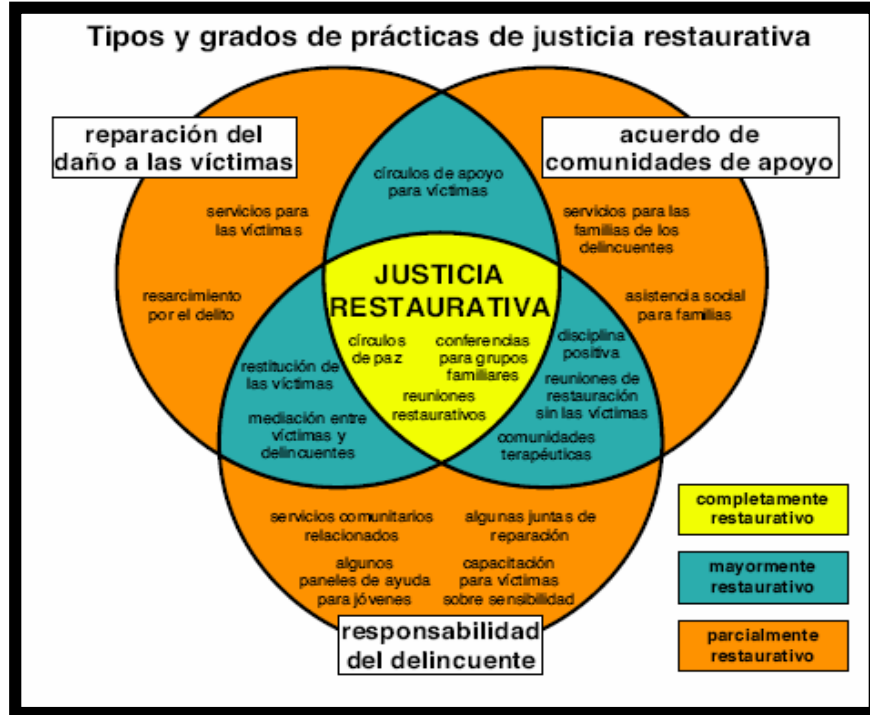 Tipos y grados de prácticas de justicia restaurativa
reparación del
daño a las víctimas
acuerdo de
comunidades de apoyo
círculos de apoyo
para víctimas
servicios para
las víctimas
servicios para las
familias de los
delincuentes
resarcimiento
por el delito
asistencia social
para familias
JUSTICIA
RESTAURATIVA
círculos
de paz
conferencias
para grupos
familiares
reuniones
restaurativos
disciplina
positiva
restitución de
las víctimas
reuniones de
restauración
sin las víctimas
mediación entre
víctimas y
delincuentes
comunidades
terapéuticas
servicios comunitarios
relacionados
algunas juntas de
reparación
algunos
paneles de ayuda
para jóvenes
capacitación
para víctimas
sobre sensibilidad
responsabilidad
del delincuente
completamente
restaurativo
mayormente
restaurativo
parcialmente
restaurativo